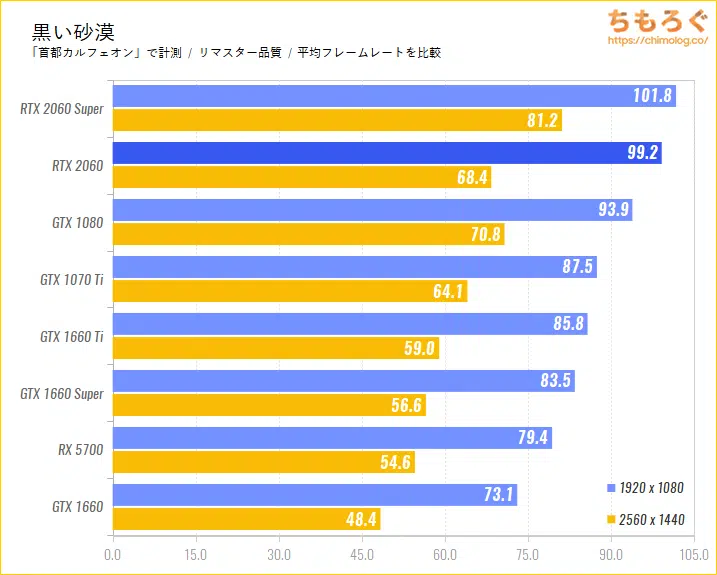 ちもろぐ
https://chimolog.co/
黒い砂漠
「首都カルフェオン」で計測 / リマスター品質 / 平均フレームレートを比較
RTX 2060 Super
101.8
81.2
RTX 2060
99.2
68.4
GTX 1080
93.9
70.8
GTX 1070 Ti
87.5
64.1
GTX 1660 Ti
85.8
59.0
GTX 1660 Super
83.5
56.6
RX 5700
79.4
54.6
GTX 1660
73.1
48.4
1920 x 1080
2560 x 1440
0.0 15.0 30.0 45.0 60.0 75.0 90.0 105.0